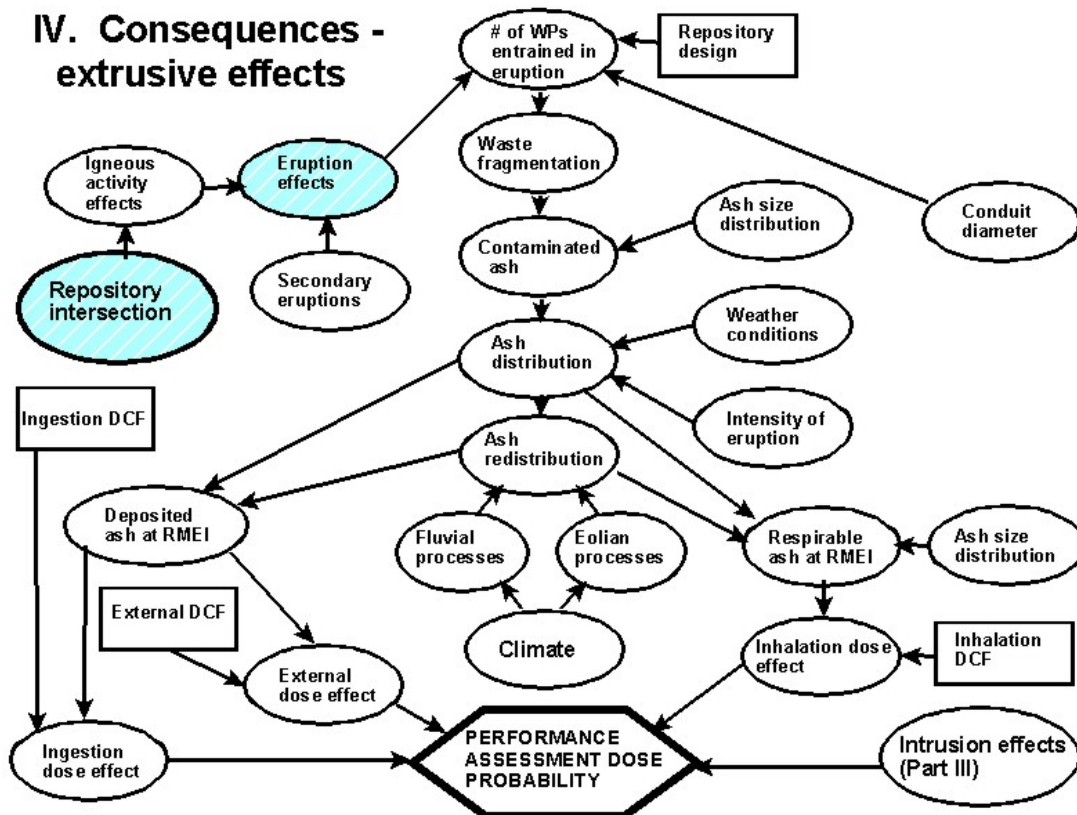 IV. Consequences -
extrusive effects
# of WPs
entrained in
eruption
Repository
design
Igneous
activity
effects
Eruption
effects
Waste
fragmentation
Ash size
distribution
Conduit
diameter
Contaminated
ash
Repository
intersection
Secondary
eruptions
Weather
conditions
Ash
distribution
Ingestion DCF
Intensity of
eruption
Ash
redistribution
Deposited
ash at RMEI
Fluvial
processes
Eolian
processes
Respirable
ash at RMEI
Ash size
distribution
External DCF
Climate
Inhalation dose
effect
Inhalation
DCF
External
dose effect
Ingestion
dose effect
PERFORMANCE
ASSESSMENT DOSE
PROBABILITY
Intrusion effects
(Part III)